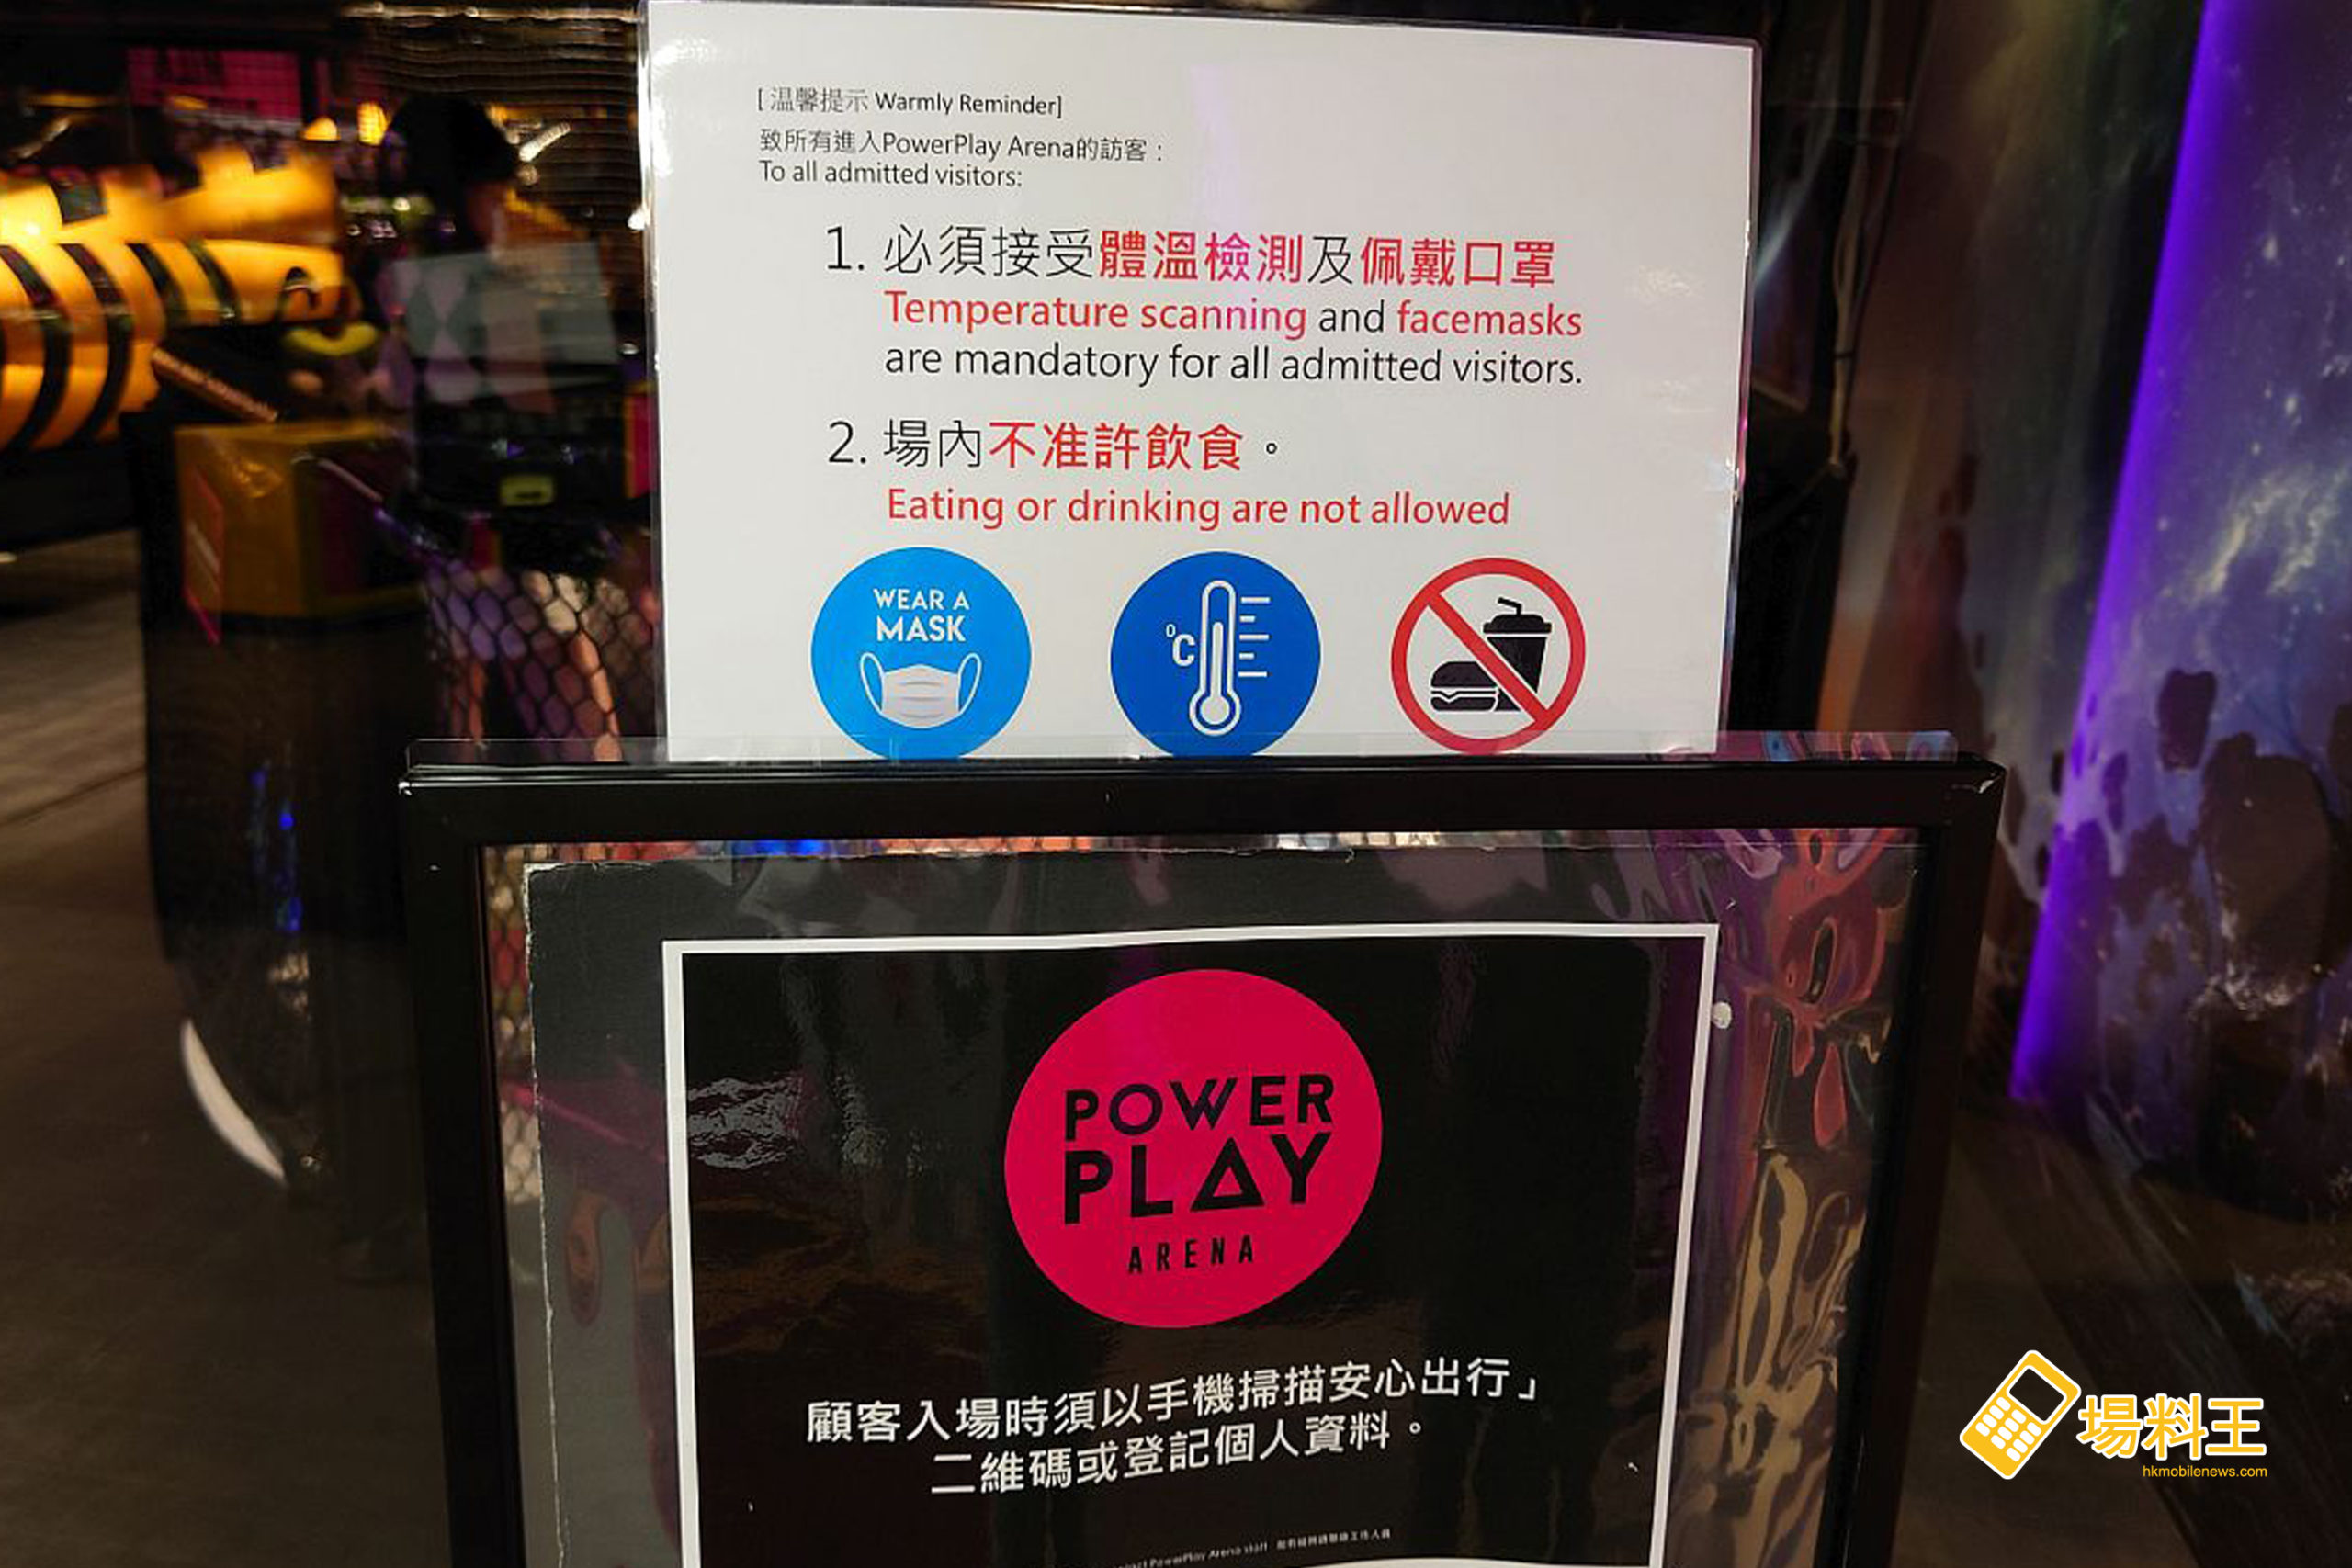 [ 温馨提示 Warmly Reminder]
致所有進入PowerPlay Arena的訪客：
To all admitted visitors:
1. 必須接受體溫檢測及佩戴口罩
Temperature scanning and facemasks
are mandatory for all admitted visitors.
2. 場內不准許飲食。
Eating or drinking are not allowed
WEAR A
MASK
°C
POWER
PLAY
ARENA
顧客入場時須以手機掃描安心出行」
二維碼或登記個人資料。
PowerPlay Arena staff
場料王
hkmobilenews.com